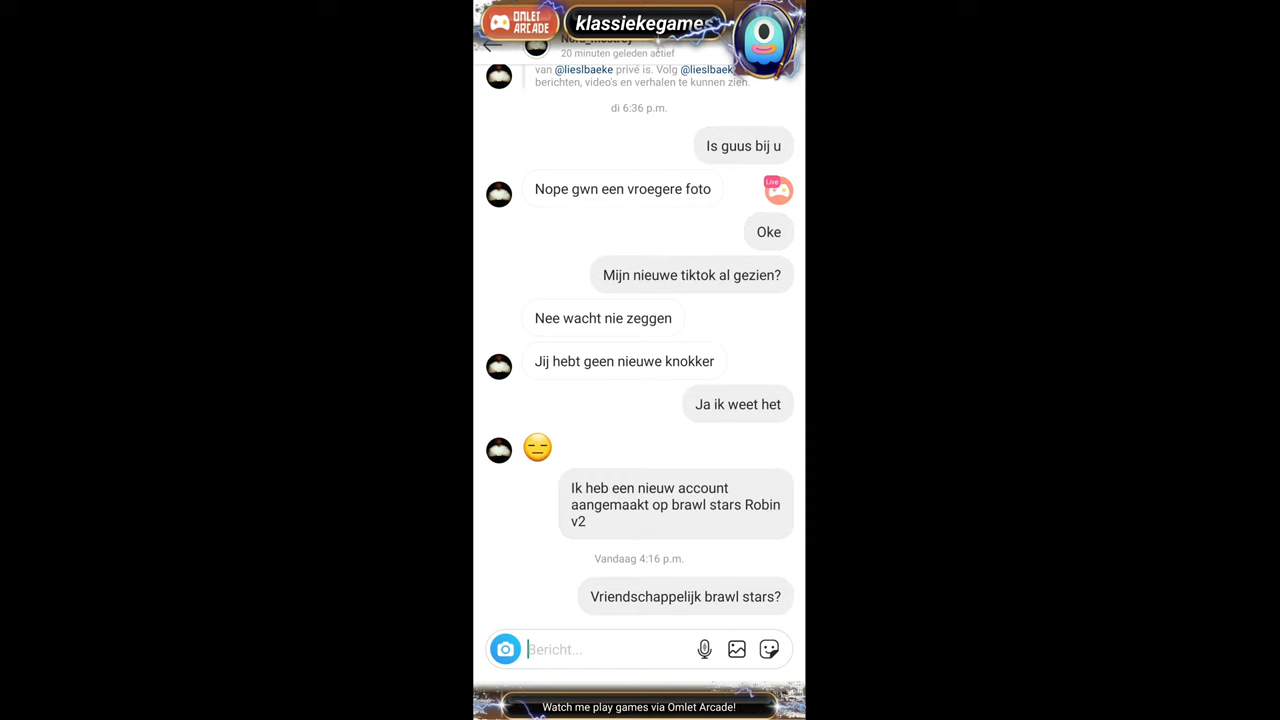 OMLET
ARCADE
klassiekegames
20 minuten geleden actief
van @lieslbaeke privé is. Volg @lieslbaek
berichten, video's en verhalen te kunnen zien.
di 6:36 p.m.
Is guus bij u
Nope gwn een vroegere foto
Live
Oke
Mijn nieuwe tiktok al gezien?
Nee wacht nie zeggen
Jij hebt geen nieuwe knokker
Ja ik weet het
Ik heb een nieuw account
aangemaakt op brawl stars Robin
v2
Vandaag 4:16 p.m.
Vriendschappelijk brawl stars?
Bericht...
Watch me play games via Omlet Arcade!